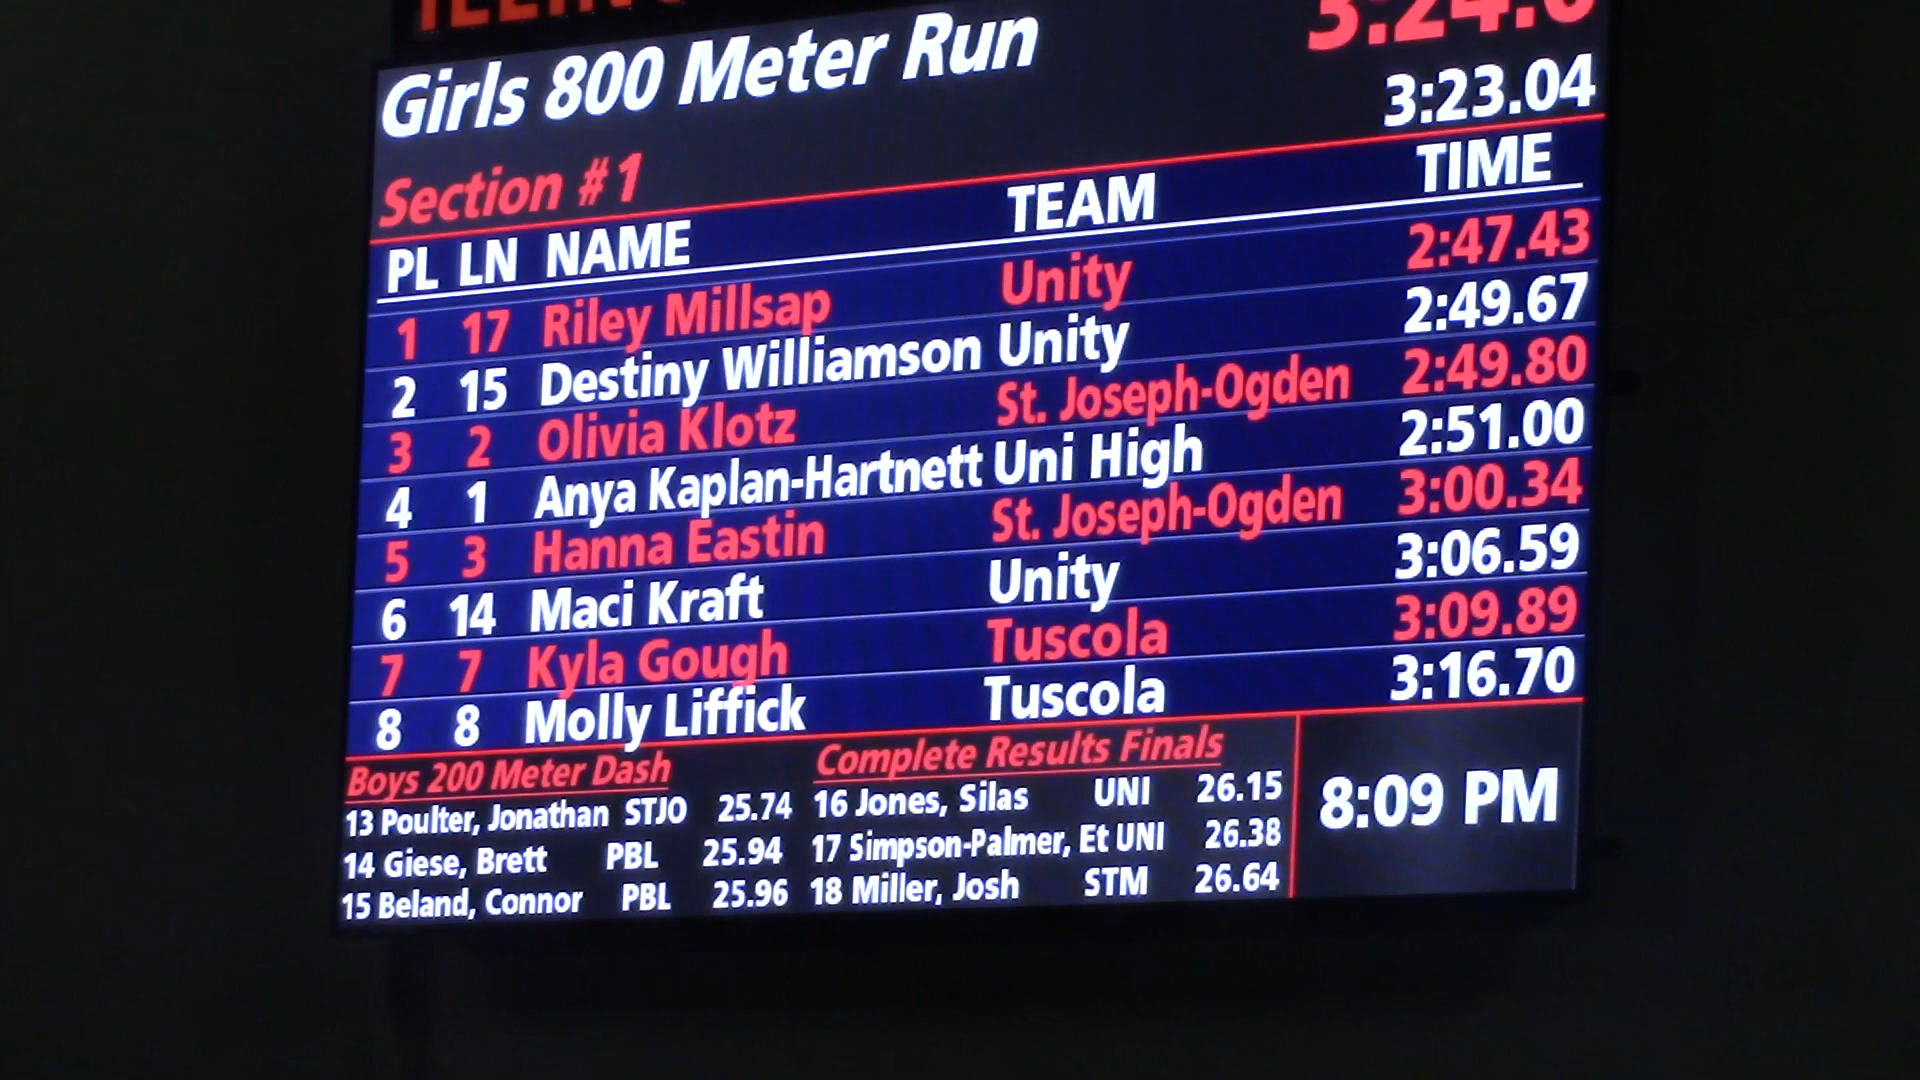 Girls 800 Meter Run
3:23.04
Section #1
PL LN NAME TEAM TIME
1 17 Riley Millsap Unity 2:47.43
2 15 Destiny Williamson Unity 2:49.67
3 2 Olivia Klotz St. Joseph-Ogden 2:49.80
4 1 Anya Kaplan-Hartnett Uni High 2:51.00
5 3 Hanna Eastin St. Joseph-Ogden 3:00.34
6 14 Maci Kraft Unity 3:06.59
7 7 Kyla Gough Tuscola 3:09.89
8 8 Molly Liffick Tuscola 3:16.70
Boys 200 Meter Dash Complete Results Finals
13 Poulter, Jonathan STJO 25.74 16 Jones, Silas UNI 26.15
14 Giese, Brett PBL 25.94 17 Simpson-Palmer, Et UNI 26.38
15 Beland, Connor PBL 25.96 18 Miller, Josh STM 26.64
8:09 PM